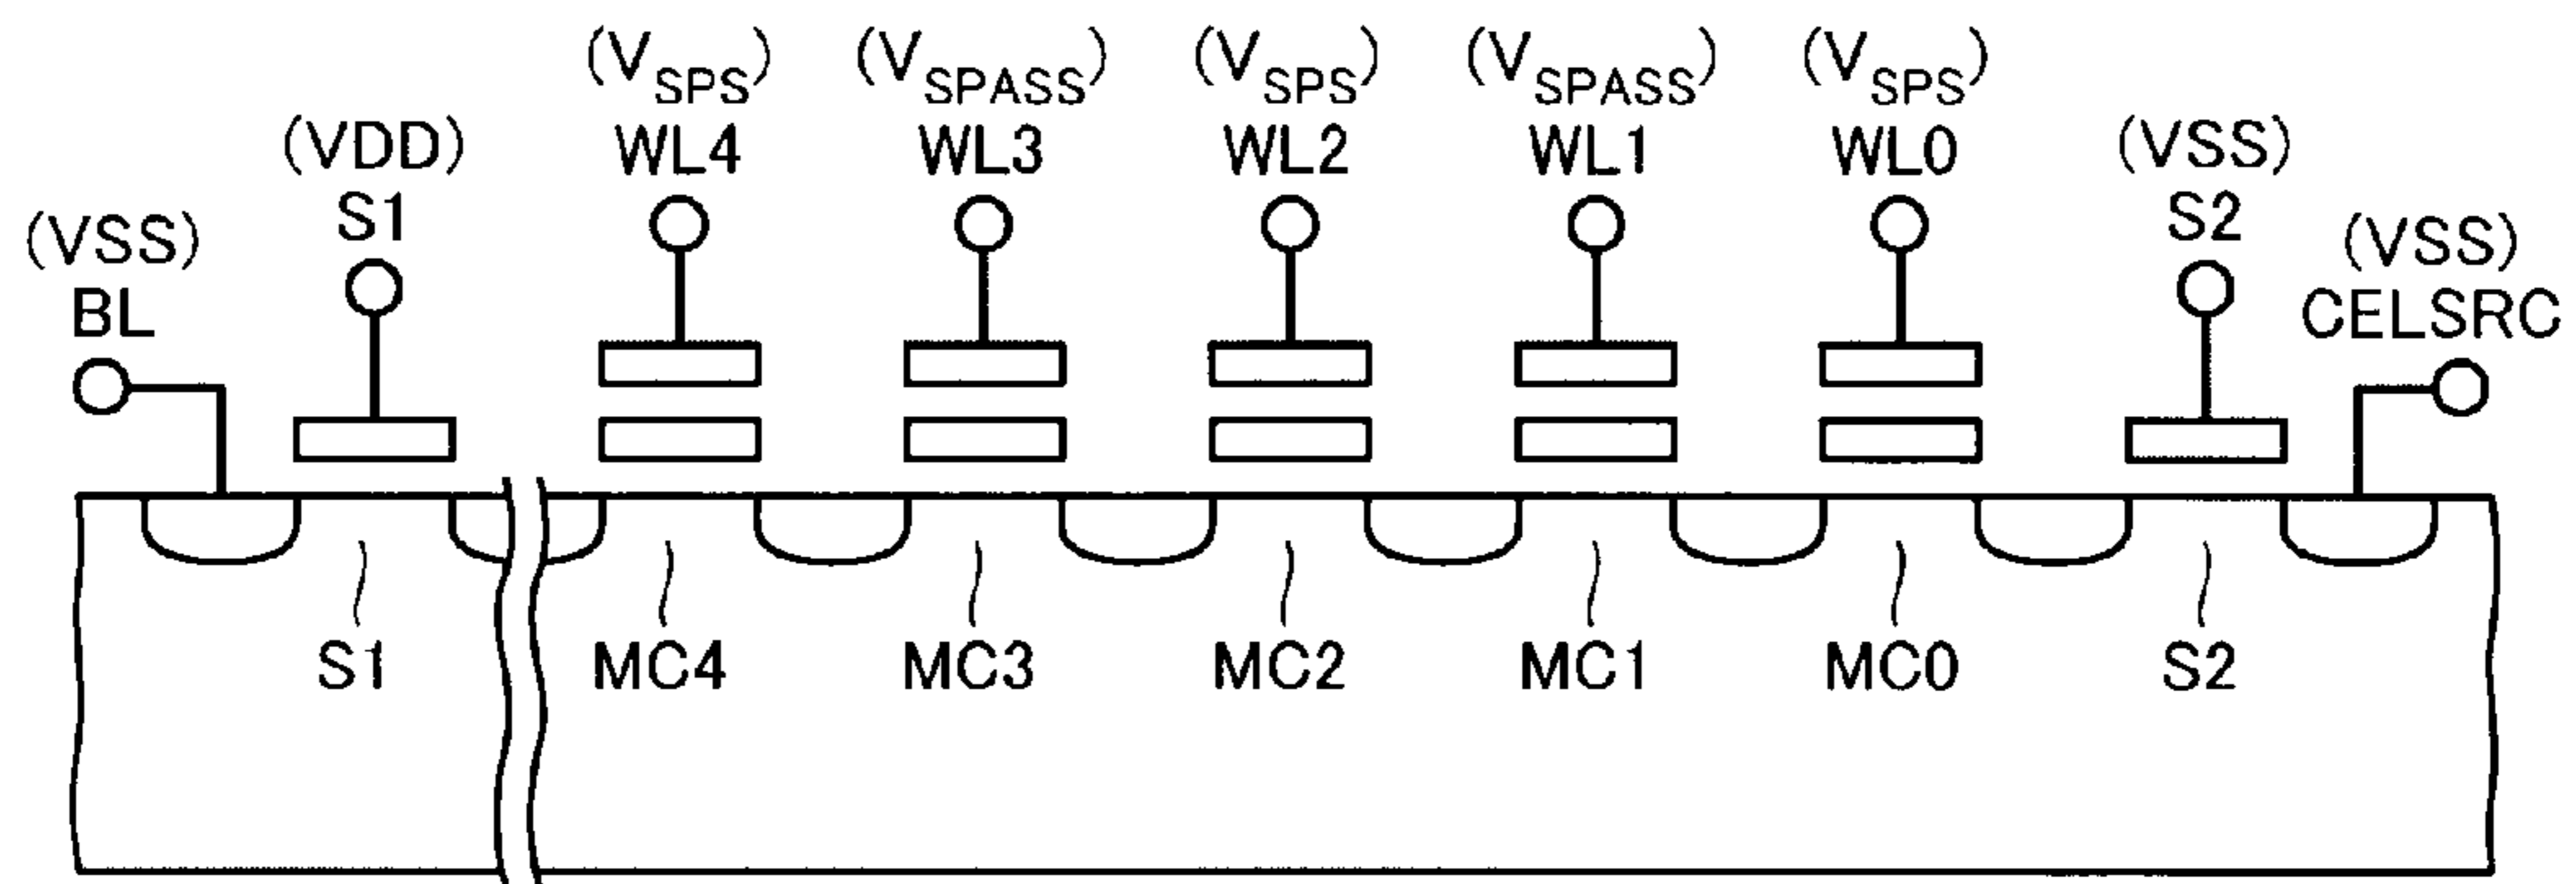 (VSS)
BL
(VDD)
S1
(VSPS)
WL4
(VSPASS)
WL3
(VSPS)
WL2
(VSPASS)
WL1
(VSPS)
WL0
(VSS)
S2
(VSS)
CELSRC
S1
MC4
MC3
MC2
MC1
MC0
S2